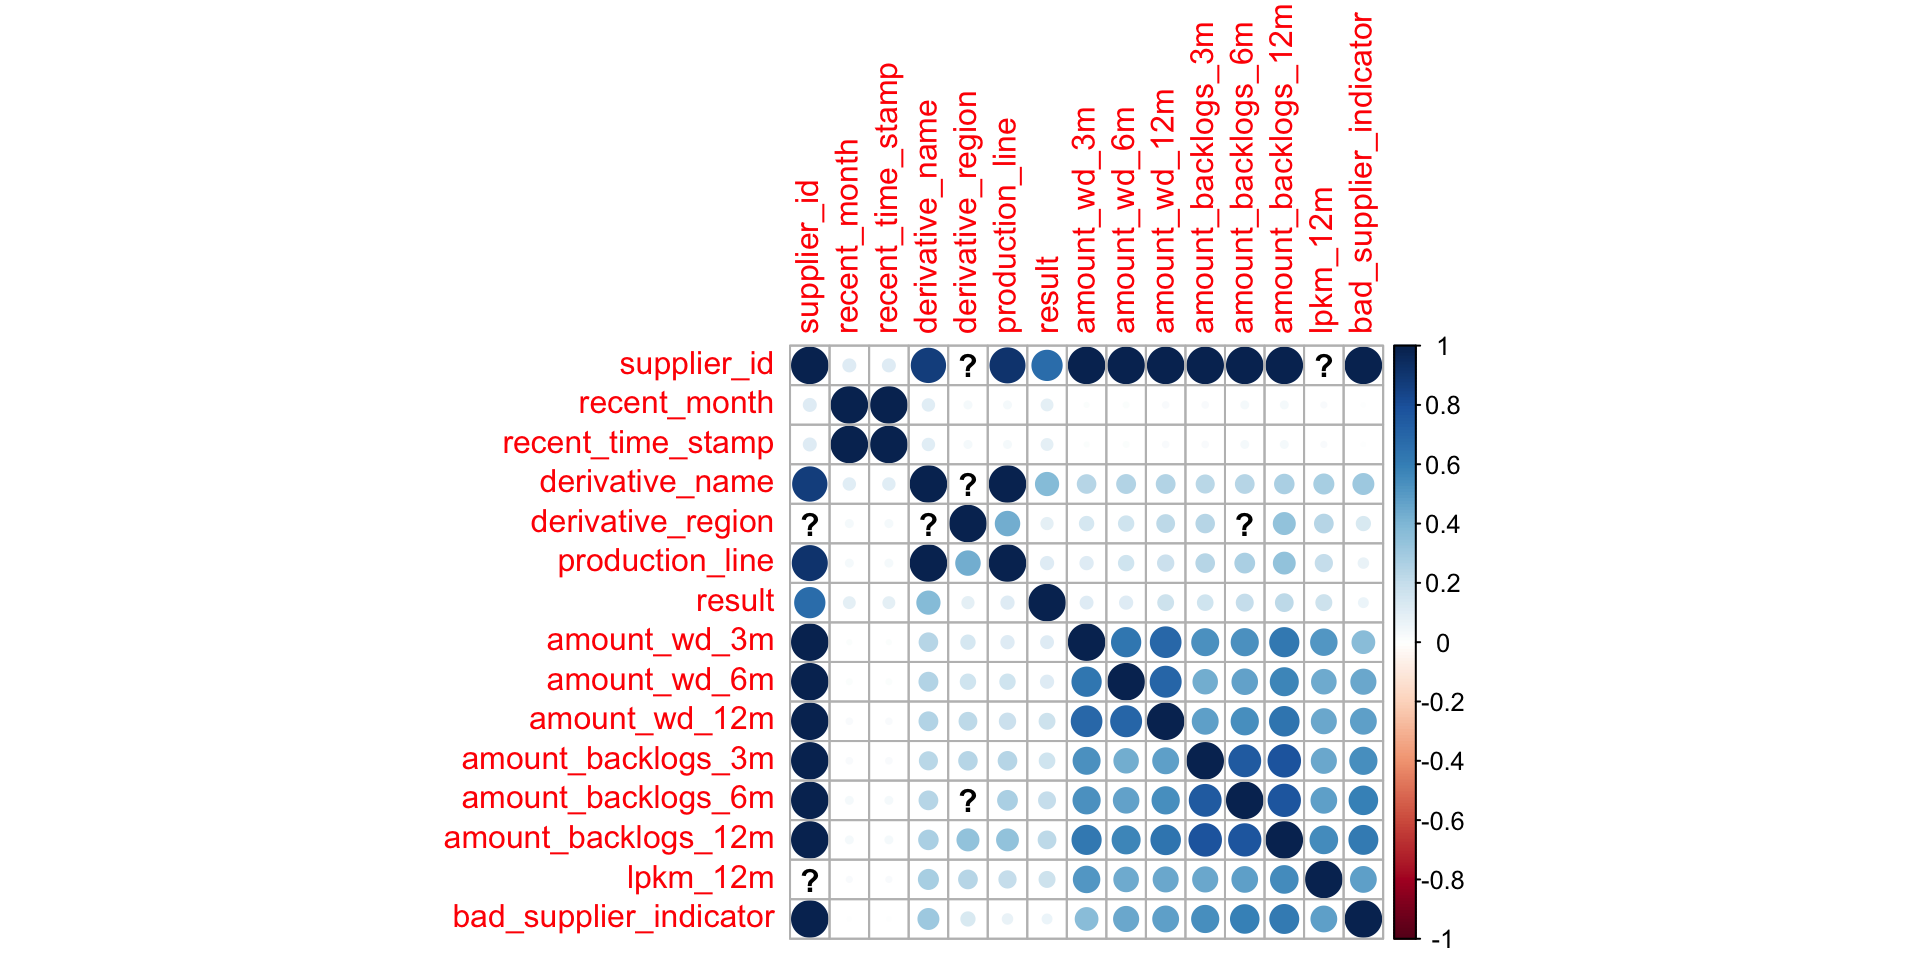 supplier_id
recent_month
recent_time_stamp
derivative_name
derivative_region
production_line
result
amount_wd_3m
amount_wd_6m
amount_wd_12m
amount_backlogs_3m
amount_backlogs_6m
amount_backlogs_12m
lpkm_12m
bad_supplier_indicator
supplier_id ? ?
recent_month
recent_time_stamp
derivative_name ?
derivative_region ? ? ?
production_line
result
amount_wd_3m
amount_wd_6m
amount_wd_12m
amount_backlogs_3m
amount_backlogs_6m ?
amount_backlogs_12m
lpkm_12m ?
bad_supplier_indicator
1
0.8
0.6
0.4
0.2
0
-0.2
-0.4
-0.6
-0.8
-1